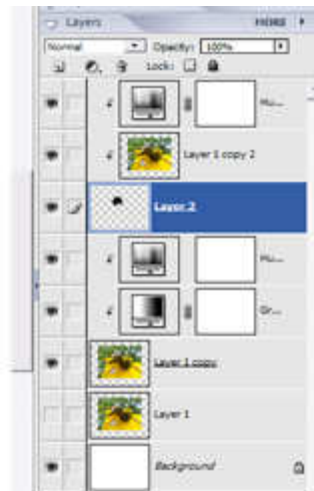 Layers MORE
Normal Opacity: 100%
Lock:
Hu...
Layer 1 copy 2
Layer 2
Hu...
Gr...
Layer 1 copy
Layer 1
Background